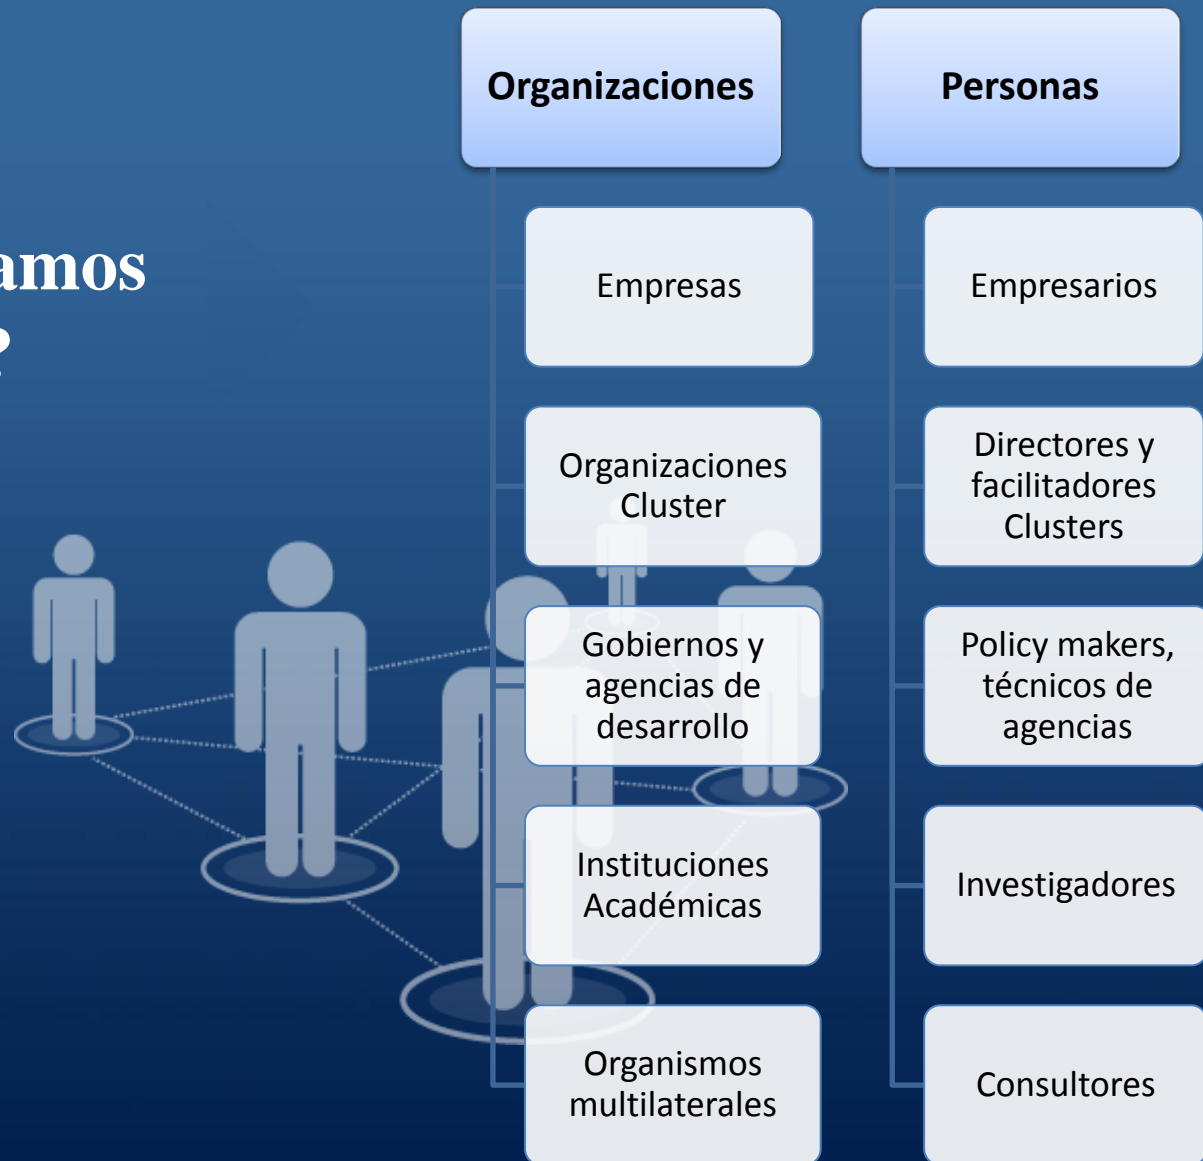 amos
?
Organizaciones
Empresas
Organizaciones
Cluster
Gobiernos y
agencias de
desarrollo
Instituciones
Académicas
Organismos
multilaterales
Personas
Empresarios
Directores y
facilitadores
Clusters
Policy makers,
técnicos de
agencias
Investigadores
Consultores